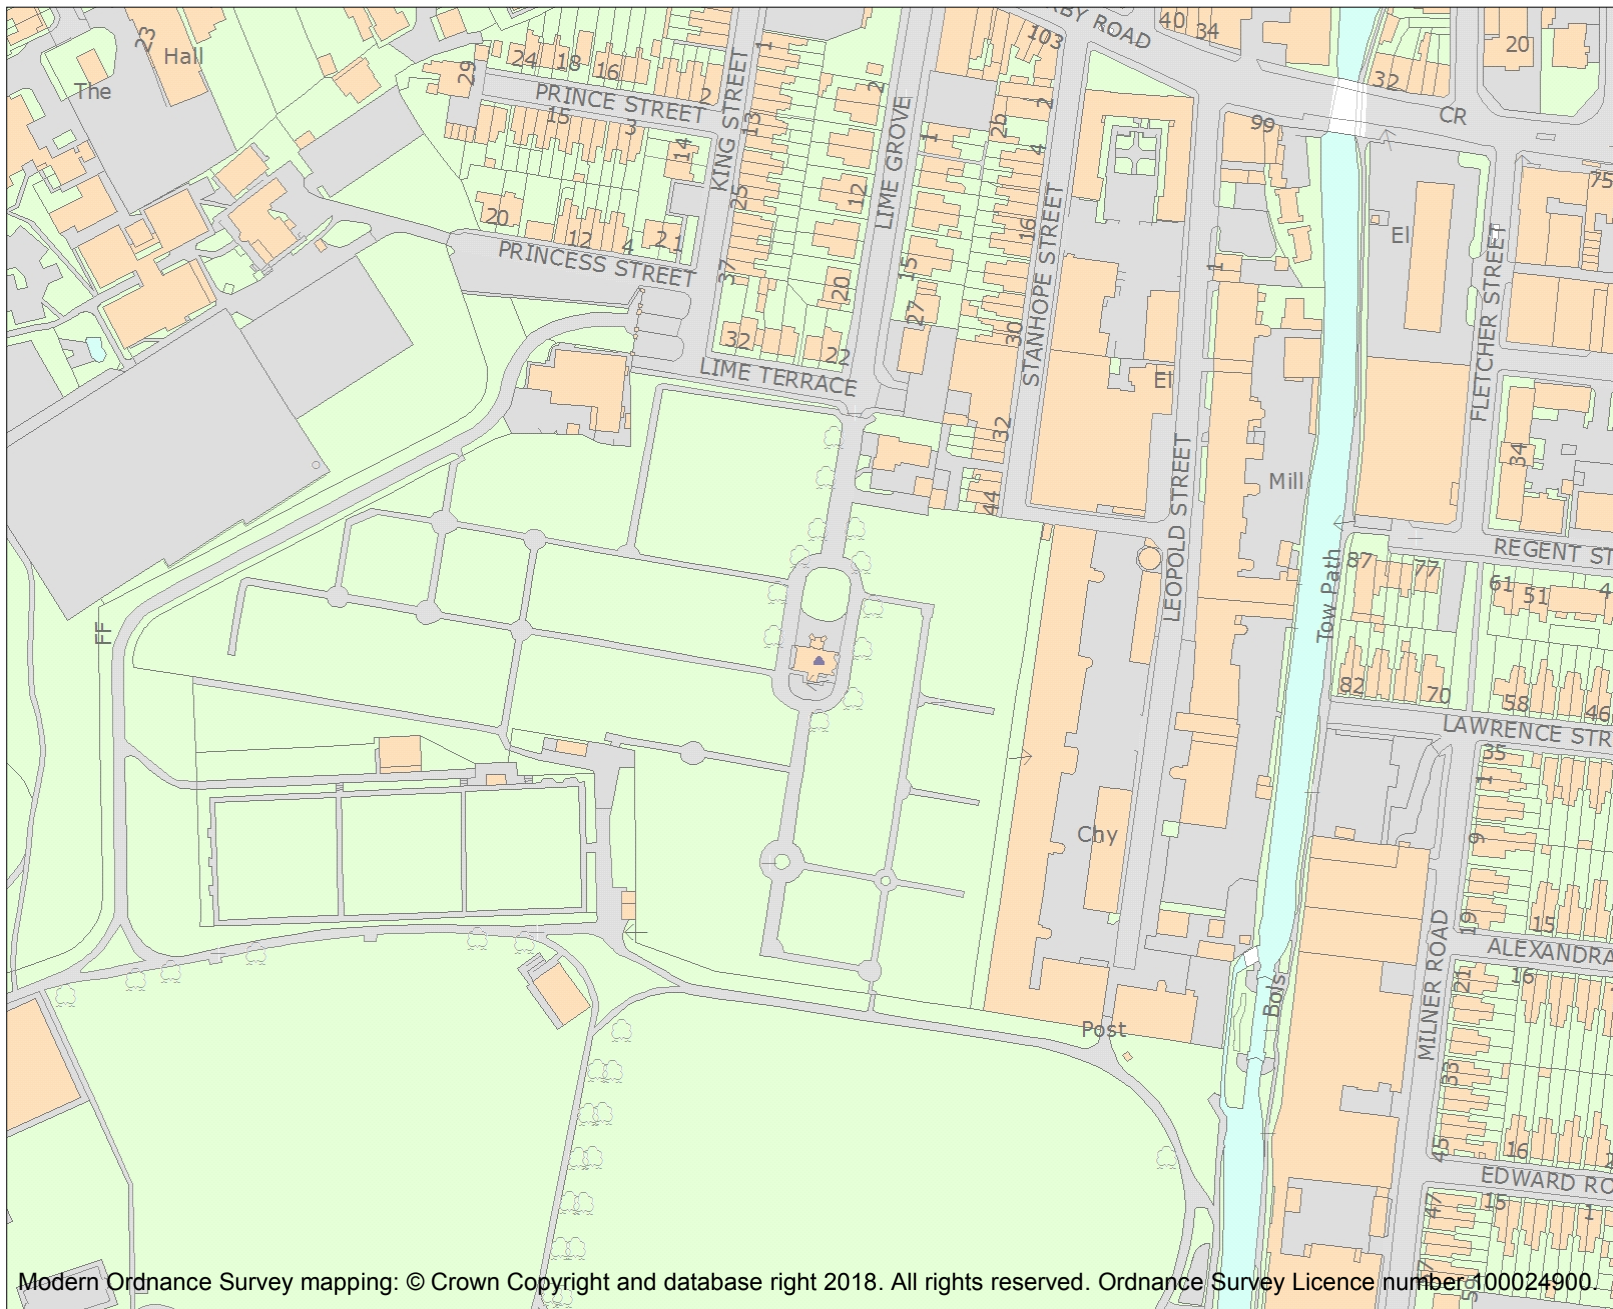 RBY ROAD
40
34
103
23
Hall
The
29
24
18
16
2
PRINCE STREET
15
3
14
KING STREET
1
13
25
37
2
LIME GROVE
12
20
1
15
27
2b
2
4
16
30
STANHOPE STREET
99
32
CR
20
75
El
FLETCHER STREET
20
12
4
2
1
PRINCESS STREET
32
22
LIME TERRACE
32
44
El
1
LEOPOLD STREET
Mill
34
REGENT ST
Tow Path
87
77
61
51
4
FF
82
70
58
46
LAWRENCE STR
35
1
9
19
Chy
15
ALEXANDRA
16
21
MILNER ROAD
Bols
Post
33
45
16
2
EDWARD RO
47
15
1
Modern Ordnance Survey mapping: © Crown Copyright and database right 2018. All rights reserved. Ordnance Survey Licence number 100024900.